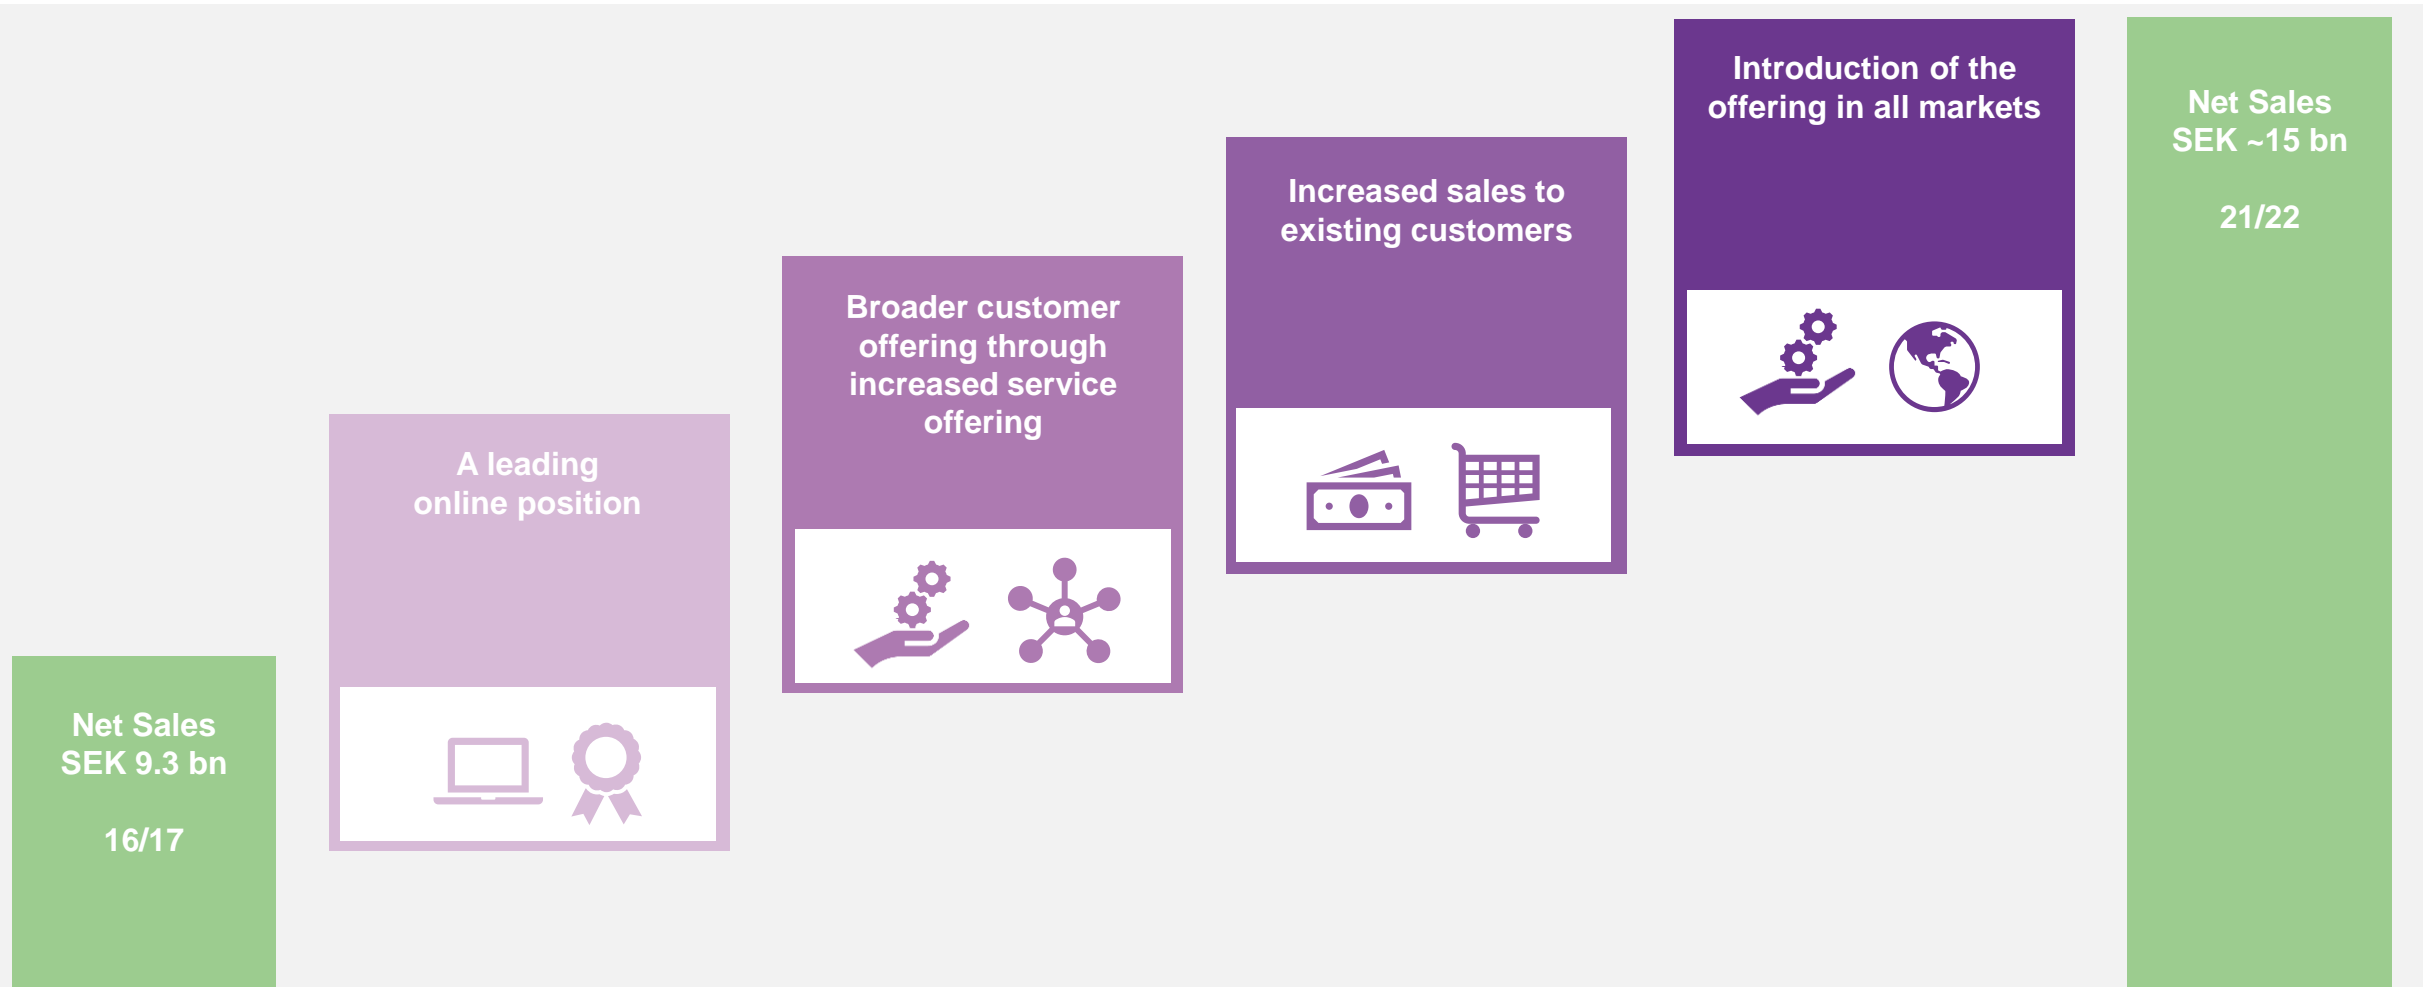 Net Sales
SEK 9.3 bn
16/17
A leading
online position
Broader customer
offering through
increased service
offering
Increased sales to
existing customers
Introduction of the
offering in all markets
Net Sales
SEK ~15 bn
21/22